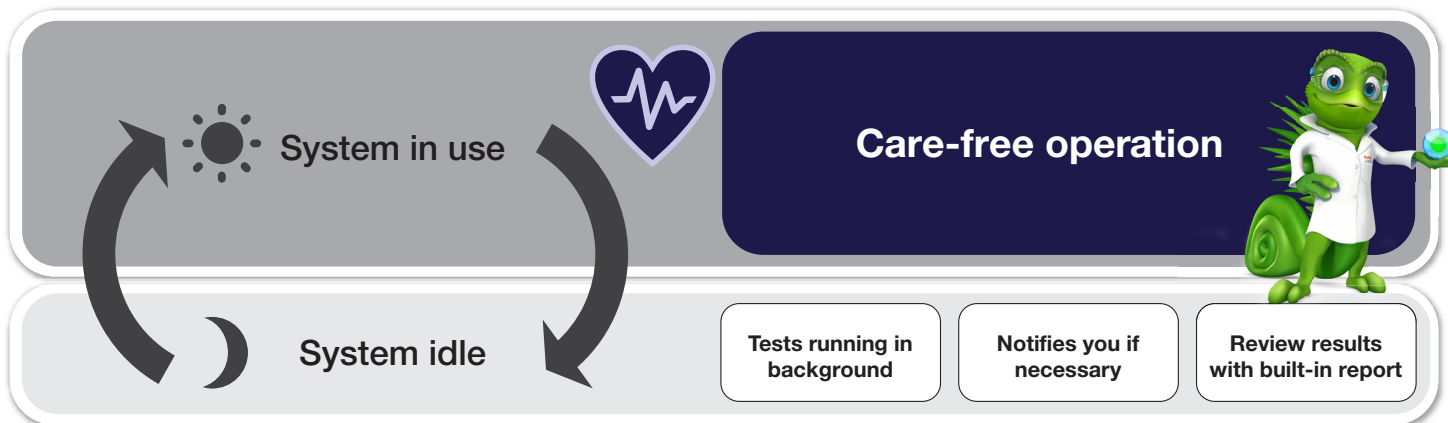 System in use
Care-free operation
System idle
Tests running in
background
Notifies you if
necessary
Review results
with built-in report